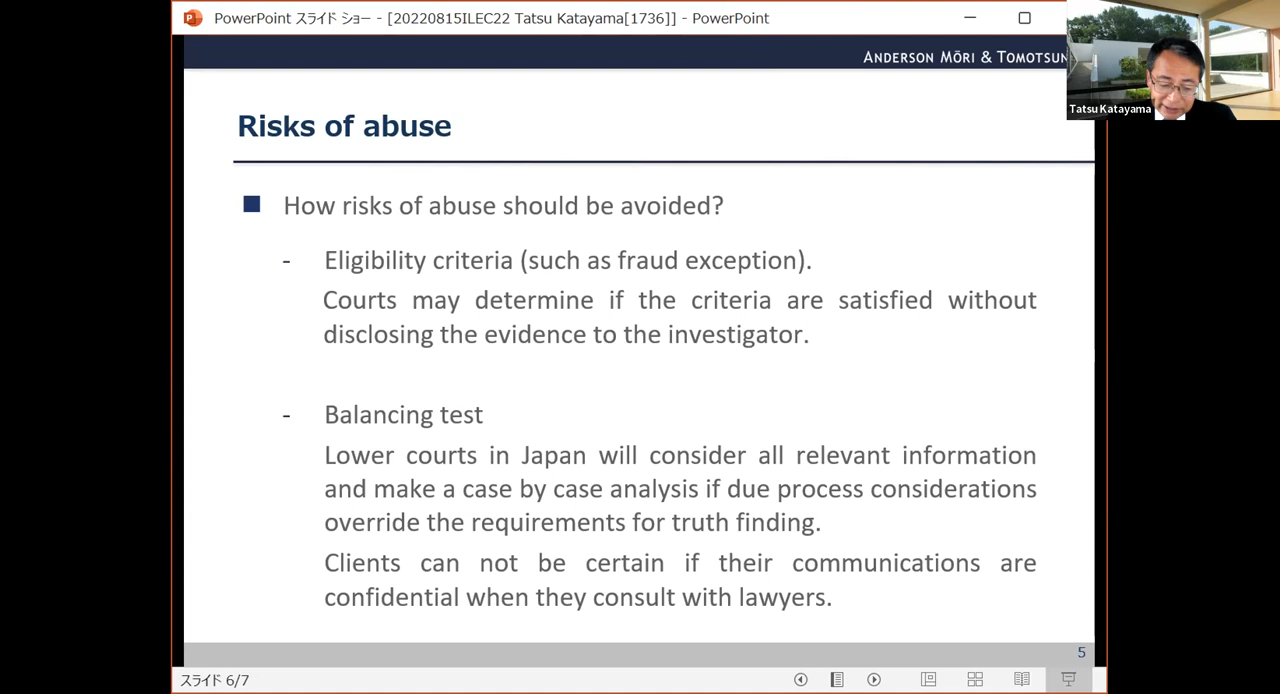 PowerPoint スライド ショー - [20220815ILEC22 Tatsu Katayama[1736]] - PowerPoint
ANDERSON MŌRI & TOMOTSUN
Tatsu Katayama
Risks of abuse
How risks of abuse should be avoided?
- Eligibility criteria (such as fraud exception).
Courts may determine if the criteria are satisfied without
disclosing the evidence to the investigator.
- Balancing test
Lower courts in Japan will consider all relevant information
and make a case by case analysis if due process considerations
override the requirements for truth finding.
Clients can not be certain if their communications are
confidential when they consult with lawyers.
5
スライド 6/7